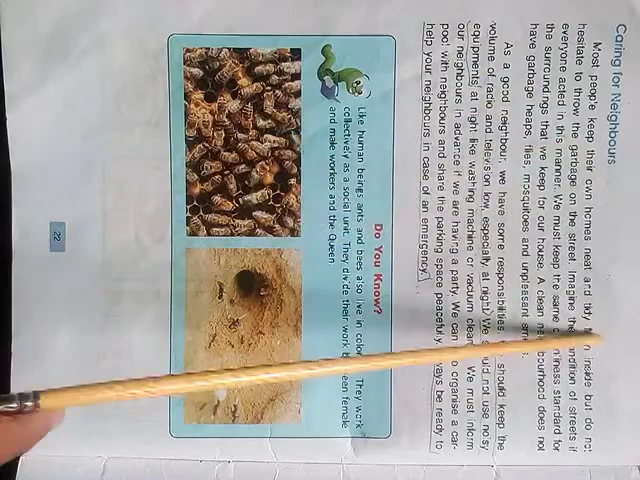 Caring for Neighbours
Most people keep their own homes neat and tidy inside but do not
hesitate to throw the garbage on the street. Imagine the condition of streets if
everyone acted in this manner. We must keep the same standard for
the surroundings that we keep for our house. A clean does not
have garbage heaps, flies, mosquitoes and unpleasant
As a good neighbour, we have some responsibilities. should keep the
volume of radio and television low, especially at night. We should not use noisy
equipments at night like washing machine or vacuum We must inform
our neighbours in advance if we are having a party. We can organise a car-
pool with neighbours and share the parking space peacefully. be ready to
help your neighbours in case of an emergency.
Do You Know?
Like human beings ants and bees also live in They work
collectively as a social unit. They divide their work between female
and male workers and the Queen
22